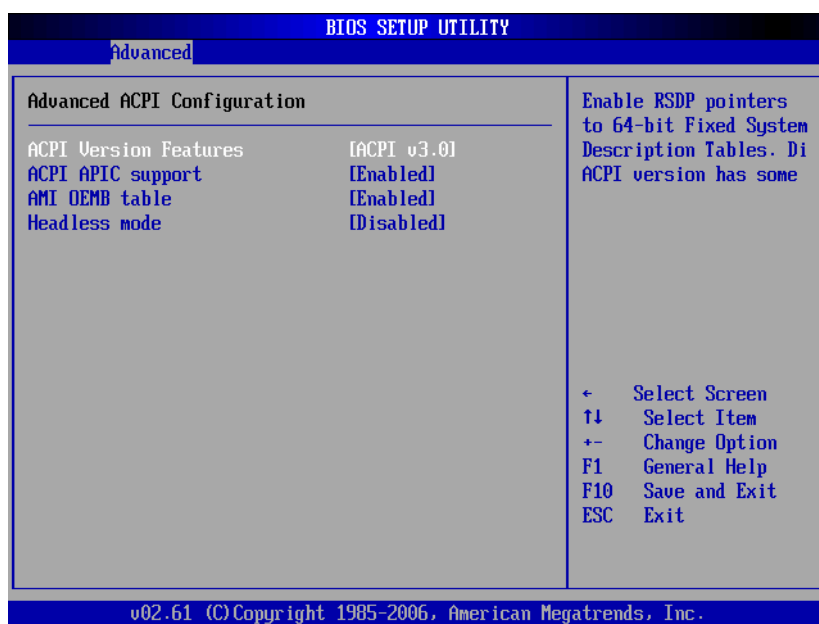 BIOS SETUP UTILITY
Advanced
Advanced ACPI Configuration
ACPI Version Features [ACPI v3.0]
ACPI APIC support [Enabled]
AMI OEMB table [Enabled]
Headless mode [Disabled]
Enable RSDP pointers
to 64-bit Fixed System
Description Tables. Di
ACPI version has some
← Select Screen
↑↓ Select Item
+- Change Option
F1 General Help
F10 Save and Exit
ESC Exit
v02.61 (C)Copyright 1985-2006, American Megatrends, Inc.